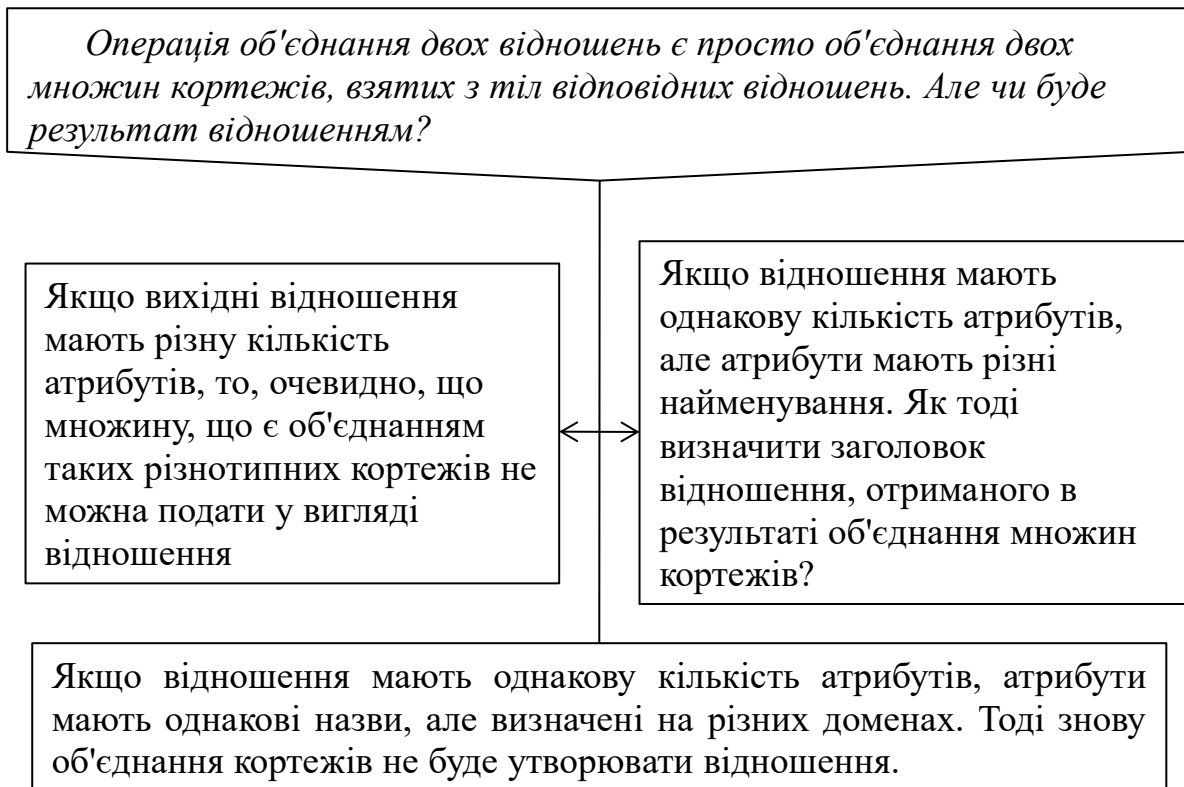 Операція об'єднання двох відношень є просто об'єднання двох
множин кортежів, взятих з тіл відповідних відношень. Але чи буде
результат відношенням?
Якщо вихідні відношення
мають різну кількість
атрибутів, то, очевидно, що
множину, що є об'єднанням
таких різнотипних кортежів не
можна подати у вигляді
відношення
Якщо відношення мають
однакову кількість атрибутів,
але атрибути мають різні
найменування. Як тоді
визначити заголовок
відношення, отриманого в
результаті об'єднання множин
кортежів?
Якщо відношення мають однакову кількість атрибутів, атрибути
мають однакові назви, але визначені на різних доменах. Тоді знову
об'єднання кортежів не буде утворювати відношення.